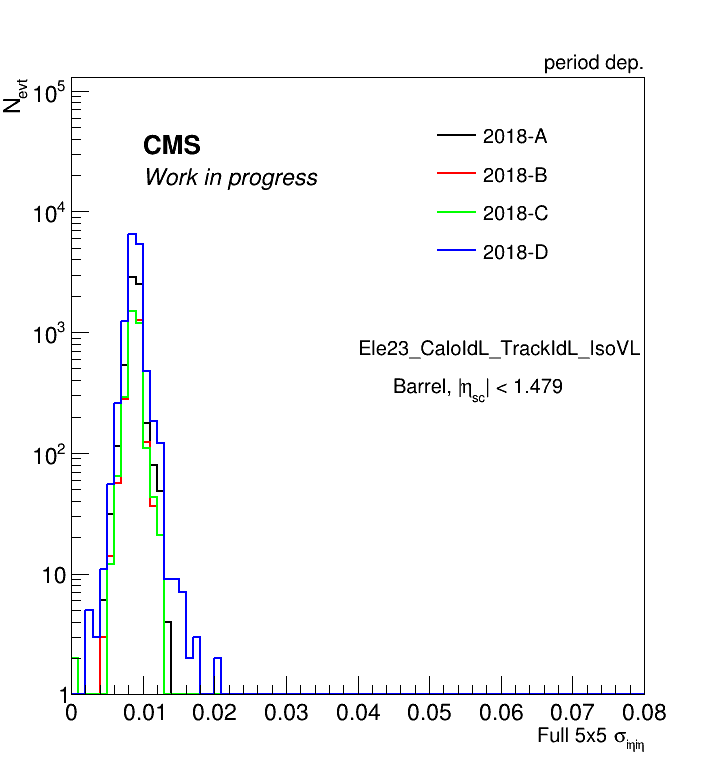 period dep.
N_evt
10^5
10^4
10^3
10^2
10
1
CMS
Work in progress
2018-A
2018-B
2018-C
2018-D
Ele23_CaloIdL_TrackIdL_IsoVL
Barrel, |η_sc| < 1.479
0 0.01 0.02 0.03 0.04 0.05 0.06 0.07 0.08
Full 5x5 σ_iηiη